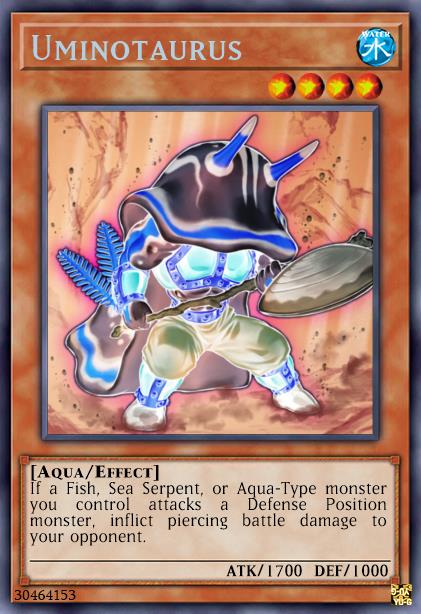 UMINOTAURUS
WATER
水
[AQUA/EFFECT]
If a Fish, Sea Serpent, or Aqua-Type monster
you control attacks a Defense Position
monster, inflict piercing battle damage to
your opponent.
ATK/1700 DEF/1000
30464153